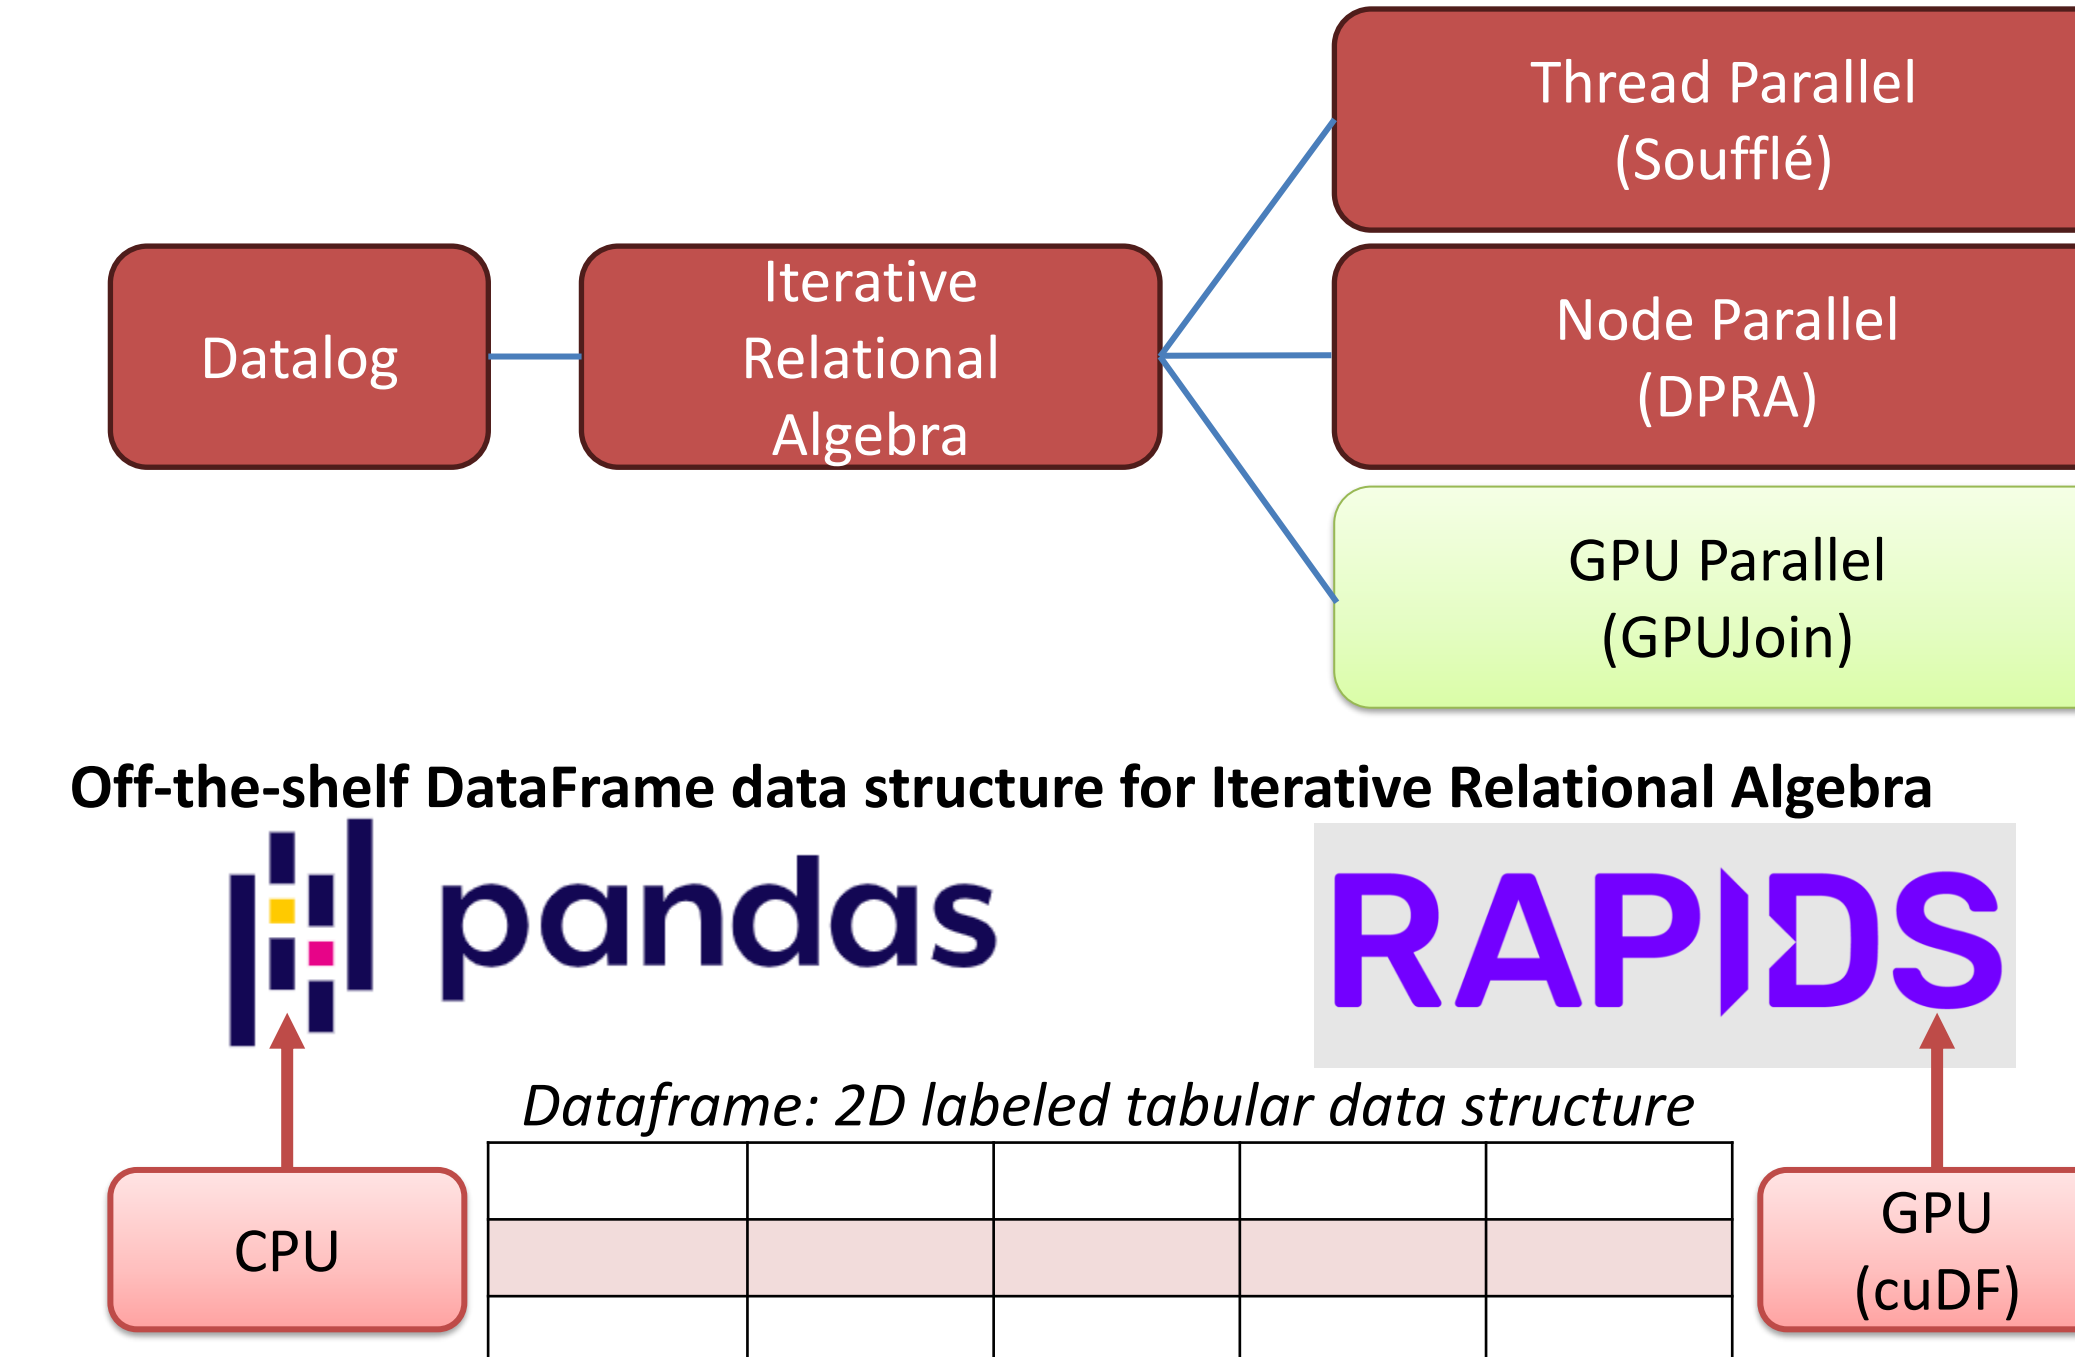 Thread Parallel
(Soufflé)
Datalog
Iterative
Relational
Algebra
Node Parallel
(DPRA)
GPU Parallel
(GPUJoin)
Off-the-shelf DataFrame data structure for Iterative Relational Algebra
pandas
RAPIDS
Dataframe: 2D labeled tabular data structure
CPU
GPU
(cuDF)